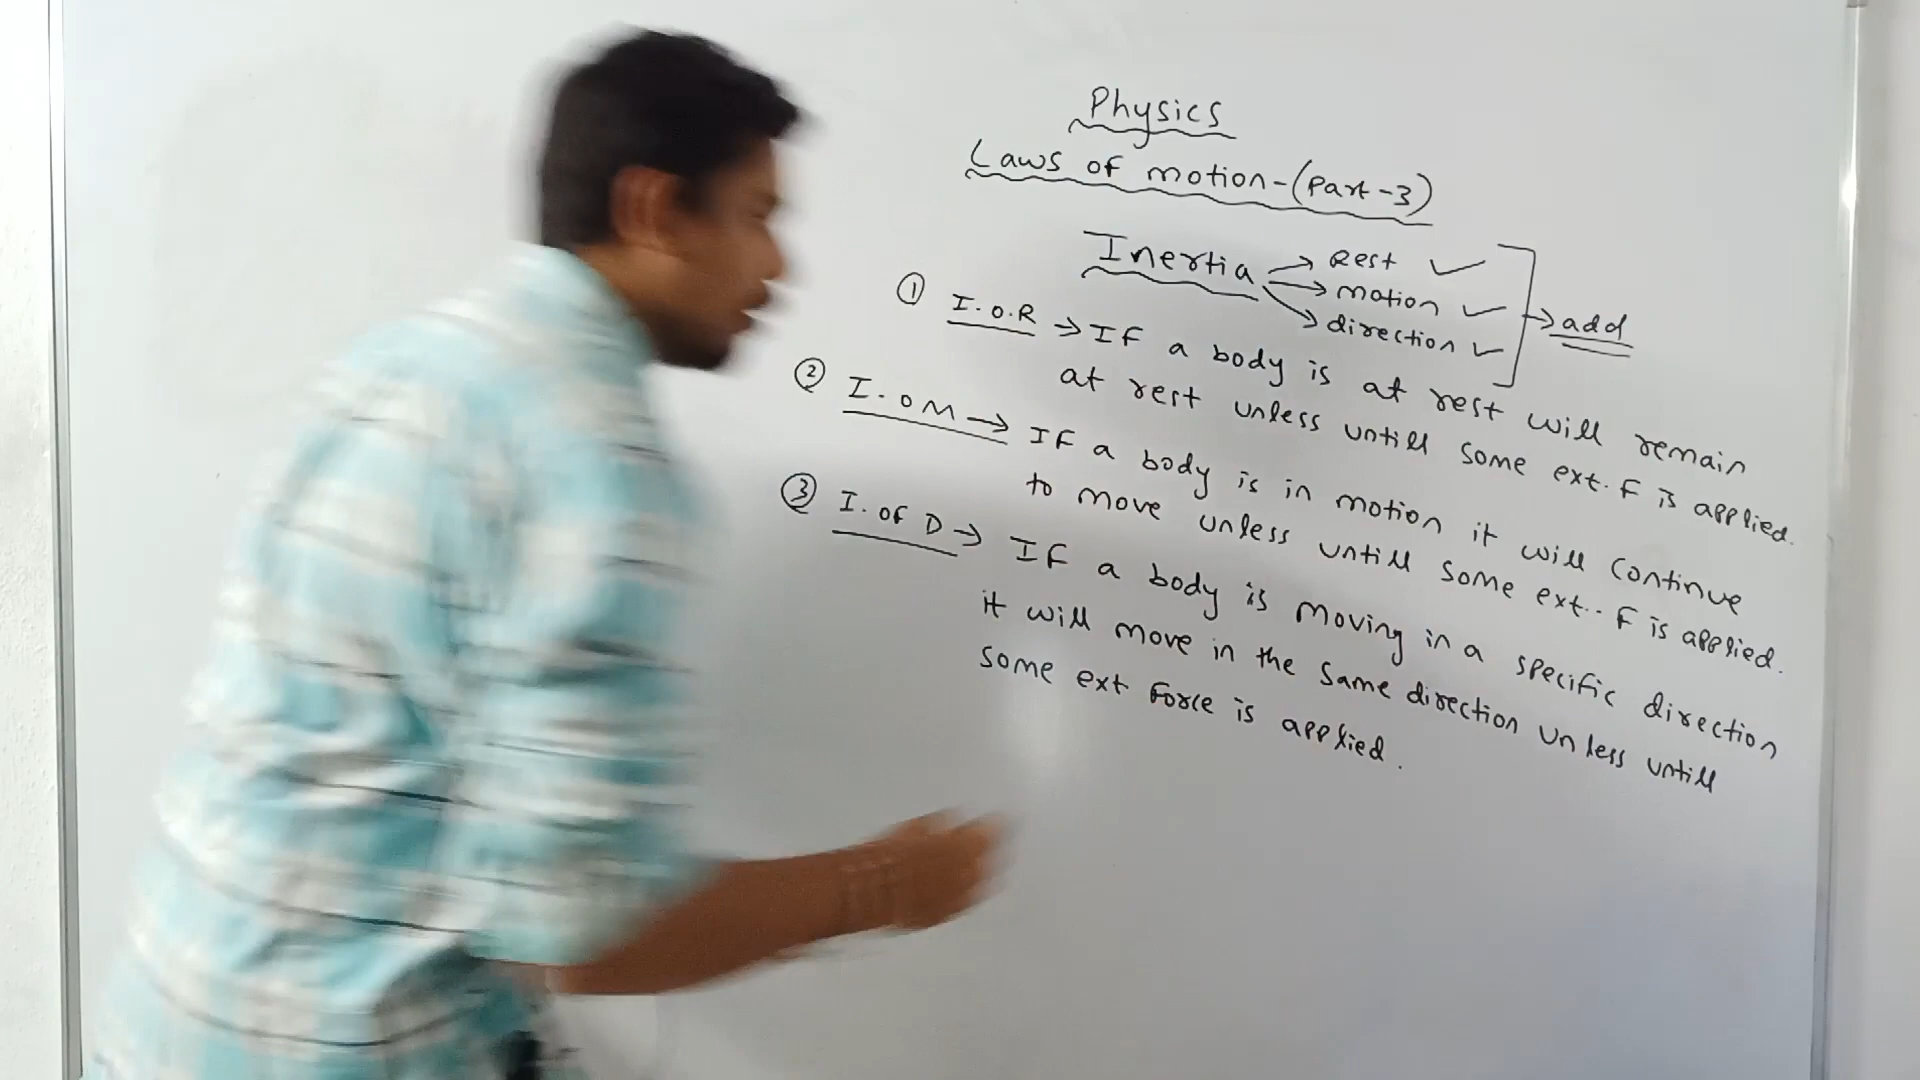 Physics
Laws of motion-(Part-3)
Inertia → Rest ✓
→ motion ✓
→ direction ✓
→ add
① I.O.R → If a body is at rest will remain
at rest unless untill some ext. F is applied.
② I.OM → If a body is in motion it will continue
to move unless untill some ext.. F is applied.
③ I.Of D → If a body is moving in a specific direction
it will move in the same direction unless untill
some ext Force is applied.